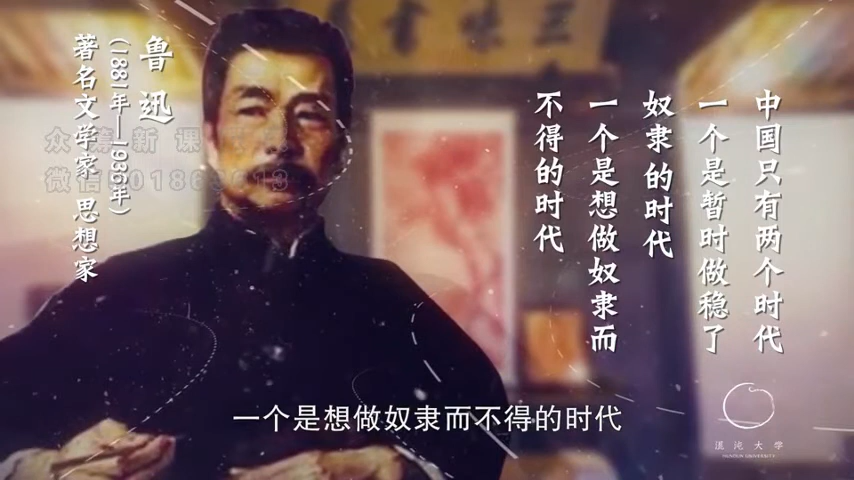 中国只有两个时代
一个是暂时做稳了
奴隶的时代
一个是想做奴隶而
不得的时代
鲁迅
(1881年—1936年)
著名文学家 思想家
一个是想做奴隶而不得的时代
混沌大学